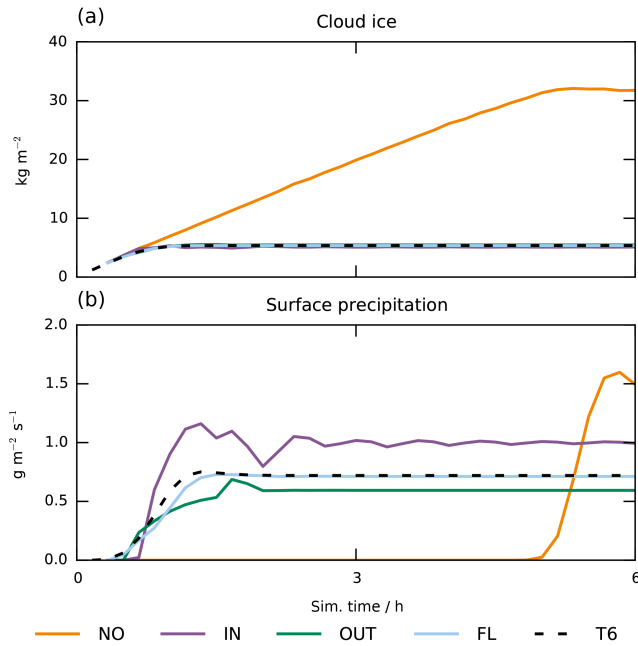 (a)
Cloud ice
40
30
20
10
0
kg m⁻²
(b)
Surface precipitation
2.0
1.5
1.0
0.5
0.0
g m⁻² s⁻¹
0 3 6
Sim. time / h
NO IN OUT FL T6